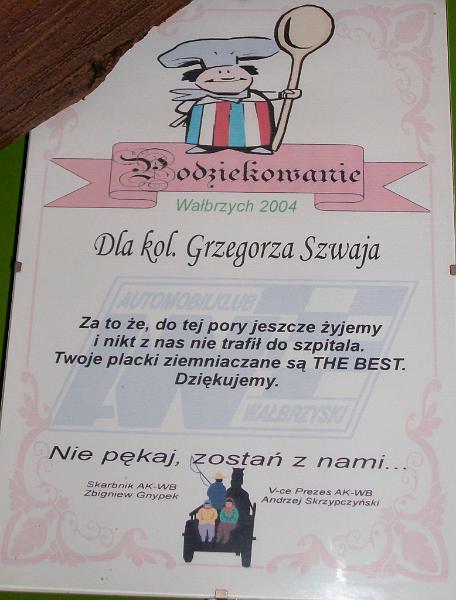 Podziękowanie
Wałbrzych 2004
Dla kol. Grzegorza Szwaja
AUTOMOBILKLUB
Za to że, do tej pory jeszcze żyjemy
i nikt z nas nie trafił do szpitala.
Twoje placki ziemniaczane są THE BEST.
Dziękujemy.
WAŁBRZYSKI
Nie pękaj, zostań z nami...
Skarbnik AK-WB
Zbigniew Gnypek
V-ce Prezes AK-WB
Andrzej Skrzypczyński